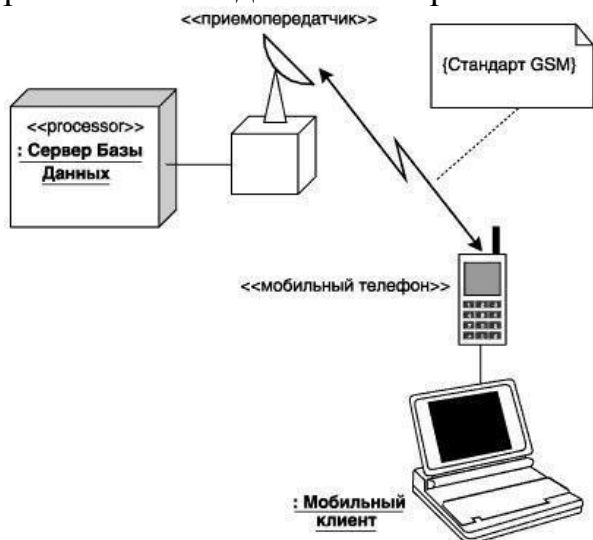 <<приемопередатчик>>
{Стандарт GSM}
<<processor>>
: Сервер Базы
Данных
<<мобильный телефон>>
: Мобильный
клиент